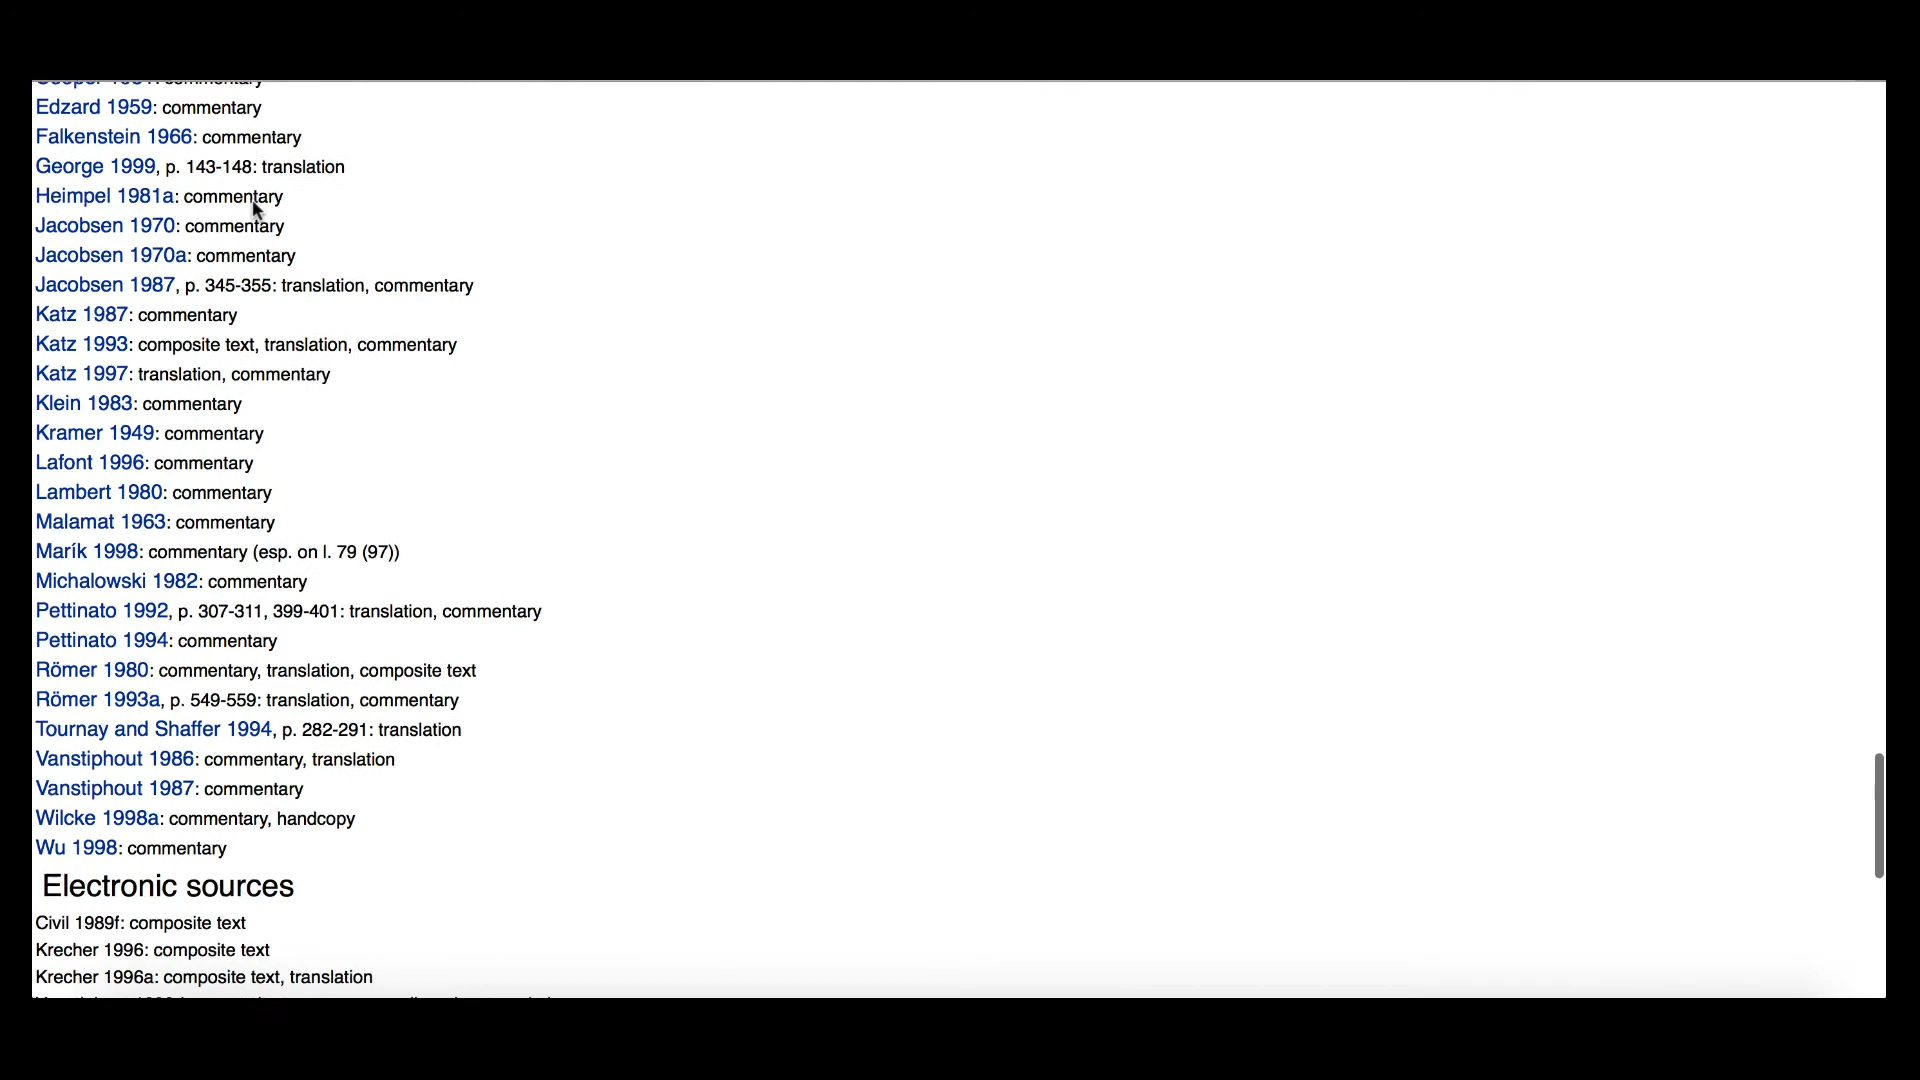 Edzard 1959: commentary
Falkenstein 1966: commentary
George 1999, p. 143-148: translation
Heimpel 1981a: commentary
Jacobsen 1970: commentary
Jacobsen 1970a: commentary
Jacobsen 1987, p. 345-355: translation, commentary
Katz 1987: commentary
Katz 1993: composite text, translation, commentary
Katz 1997: translation, commentary
Klein 1983: commentary
Kramer 1949: commentary
Lafont 1996: commentary
Lambert 1980: commentary
Malamat 1963: commentary
Marík 1998: commentary (esp. on l. 79 (97))
Michalowski 1982: commentary
Pettinato 1992, p. 307-311, 399-401: translation, commentary
Pettinato 1994: commentary
Römer 1980: commentary, translation, composite text
Römer 1993a, p. 549-559: translation, commentary
Tournay and Shaffer 1994, p. 282-291: translation
Vanstiphout 1986: commentary, translation
Vanstiphout 1987: commentary
Wilcke 1998a: commentary, handcopy
Wu 1998: commentary
Electronic sources
Civil 1989f: composite text
Krecher 1996: composite text
Krecher 1996a: composite text, translation